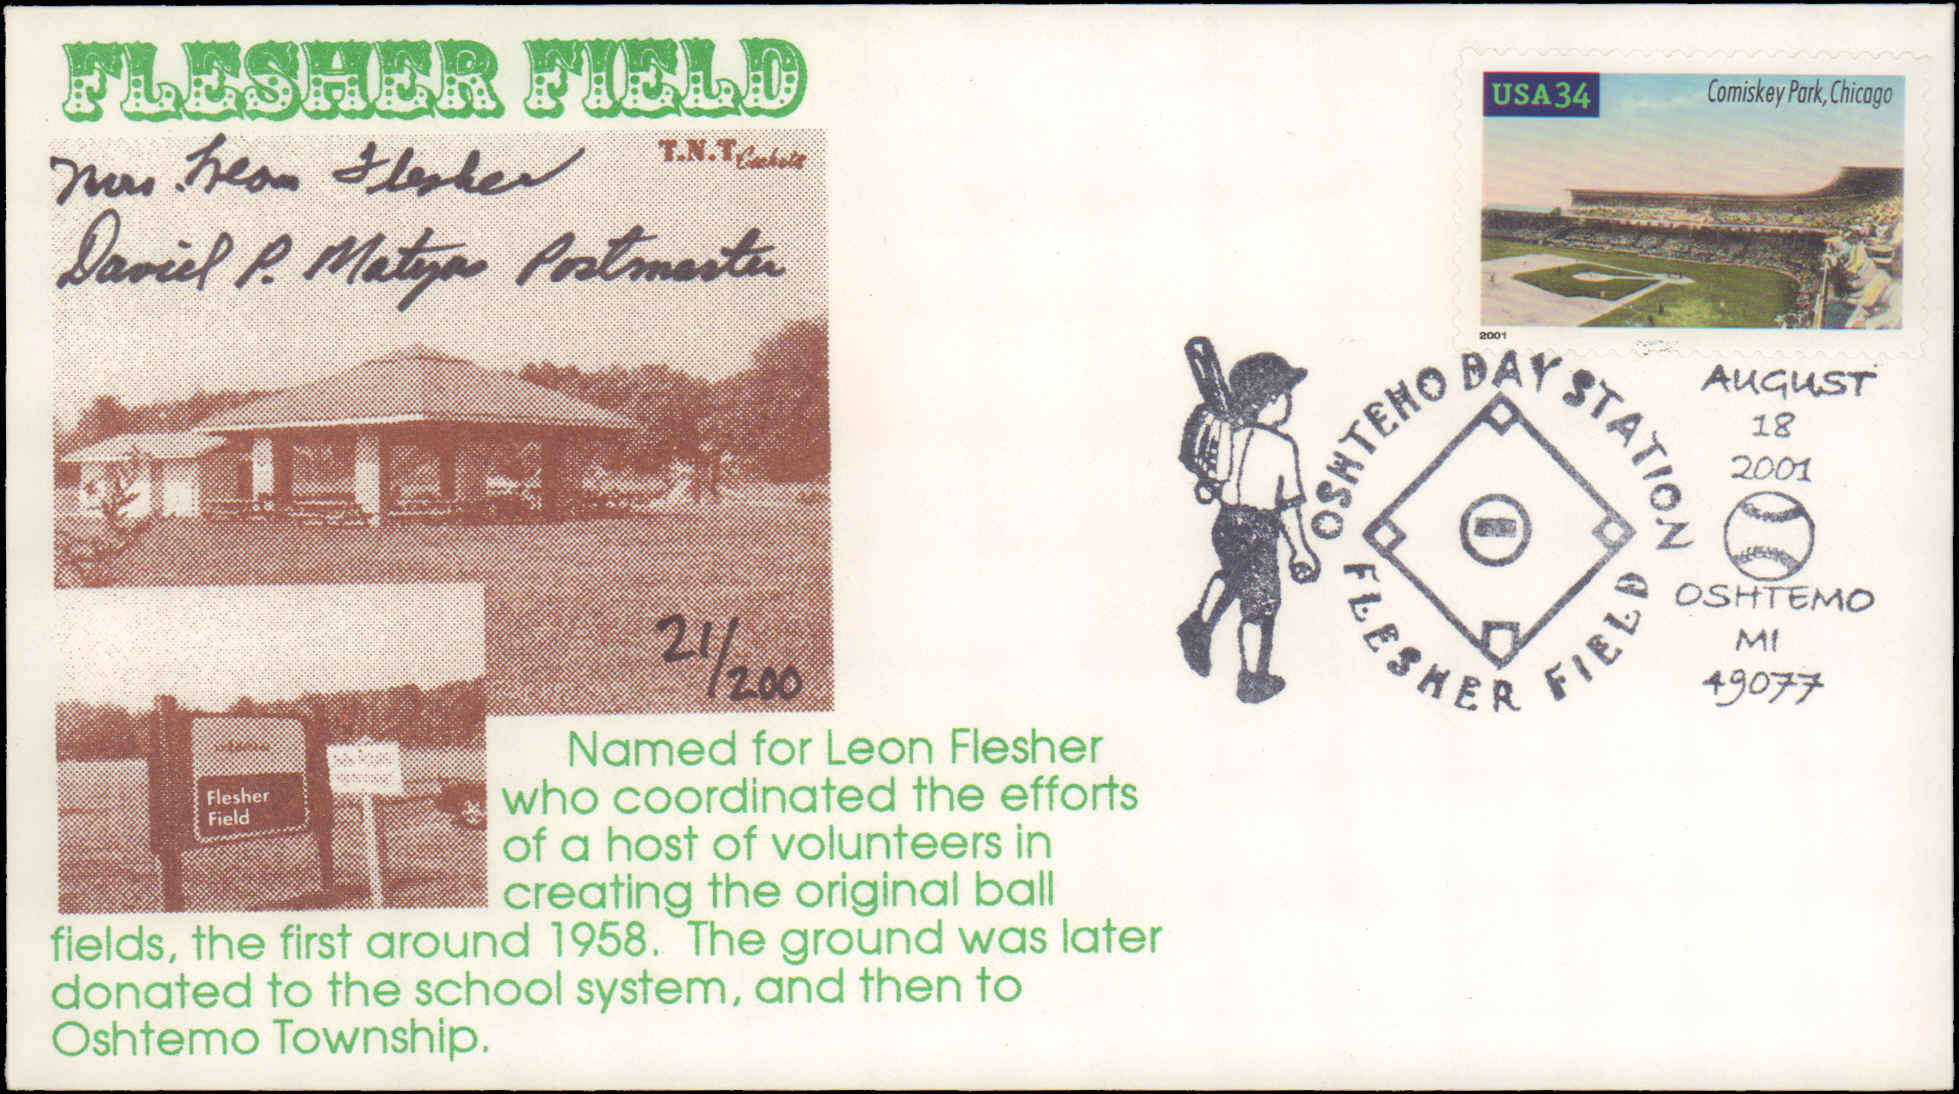 FLESHER FIELD
T.N.T Cachets
Mrs. Leon Flesher
David P. Matyas Postmaster
21/200
Flesher
Field
Named for Leon Flesher
who coordinated the efforts
of a host of volunteers in
creating the original ball
fields, the first around 1958. The ground was later
donated to the school system, and then to
Oshtemo Township.
USA34
Comiskey Park, Chicago
2001
OSHTEMO DAY STATION
FLESHER FIELD
AUGUST
18
2001
OSHTEMO
MI
49077